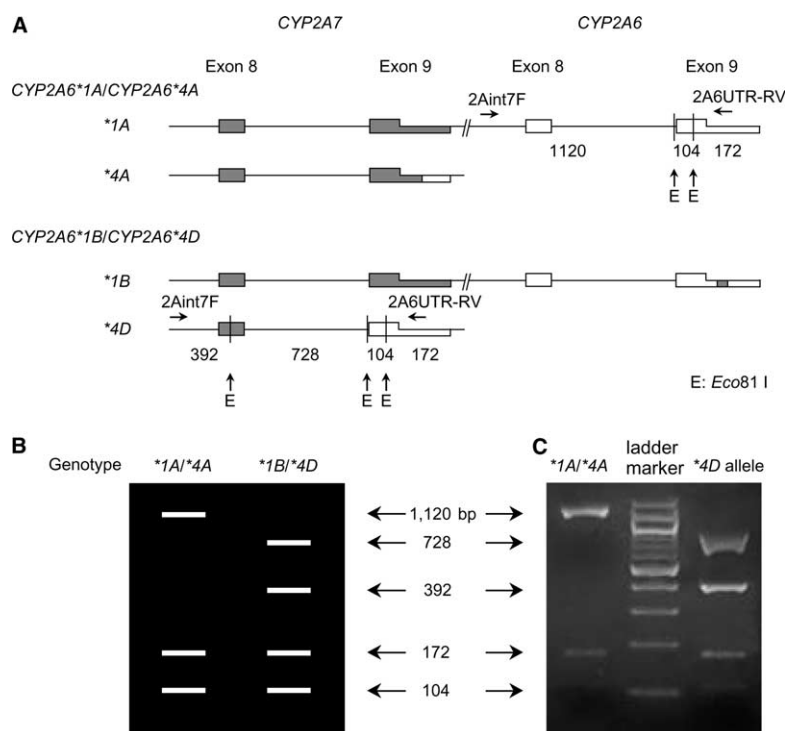 A
CYP2A7 CYP2A6
Exon 8 Exon 9 Exon 8 Exon 9
CYP2A6*1A/CYP2A6*4A
2Aint7F 2A6UTR-RV
*1A
1120 104 172
*4A
E E
CYP2A6*1B/CYP2A6*4D
*1B
2Aint7F 2A6UTR-RV
*4D
392 728 104 172
E E E
E: Eco81 I
B
Genotype *1A/*4A *1B/*4D
1,120 bp
728
392
172
104
C
*1A/*4A ladder marker *4D allele